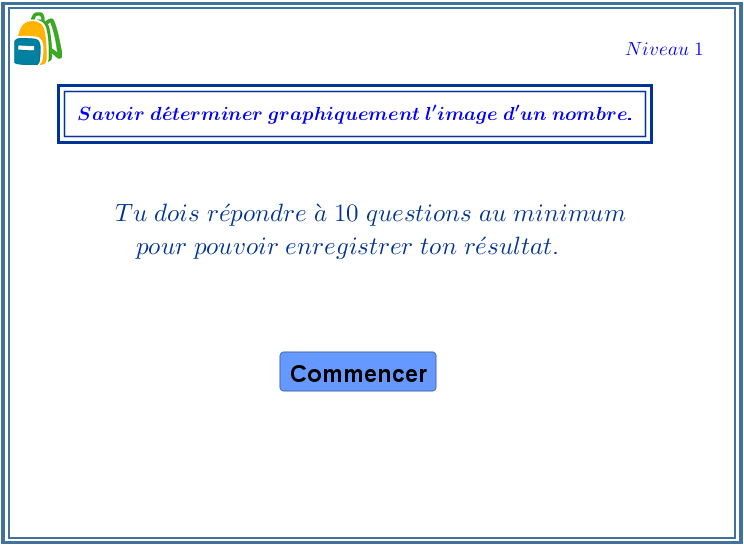 Niveau 1
Savoir déterminer graphiquement l'image d'un nombre.
Tu dois répondre à 10 questions au minimum
pour pouvoir enregistrer ton résultat.
Commencer